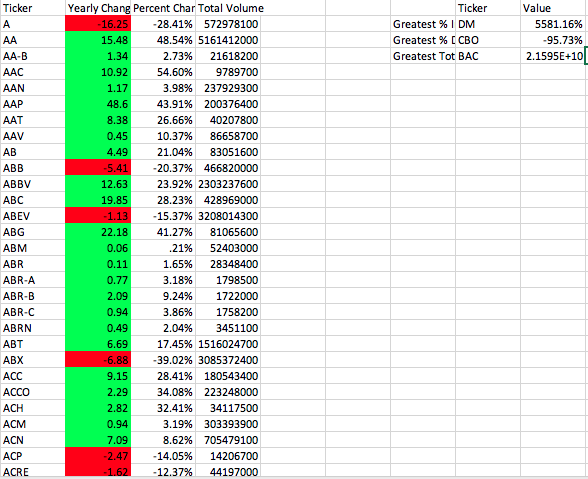 Ticker Yearly Chang Percent Char Total Volume Ticker Value
A -16.25 -28.41% 572978100 Greatest % I DM 5581.16%
AA 15.48 48.54% 5161412000 Greatest % D CBO -95.73%
AA-B 1.34 2.73% 21618200 Greatest Tot BAC 2.1595E+10
AAC 10.92 54.60% 9789700
AAN 1.17 3.98% 237929300
AAP 48.6 43.91% 200376400
AAT 8.38 26.66% 40207800
AAV 0.45 10.37% 86658700
AB 4.49 21.04% 83051600
ABB -5.41 -20.37% 466820000
ABBV 12.63 23.92% 2303237600
ABC 19.85 28.23% 428969000
ABEV -1.13 -15.37% 3208014300
ABG 22.18 41.27% 81065600
ABM 0.06 .21% 52403000
ABR 0.11 1.65% 28348400
ABR-A 0.77 3.18% 1798500
ABR-B 2.09 9.24% 1722000
ABR-C 0.94 3.86% 1758200
ABRN 0.49 2.04% 3451100
ABT 6.69 17.45% 1516024700
ABX -6.88 -39.02% 3085372400
ACC 9.15 28.41% 180543400
ACCO 2.29 34.08% 223248000
ACH 2.82 32.41% 34117500
ACM 0.94 3.19% 303393900
ACN 7.09 8.62% 705479100
ACP -2.47 -14.05% 14206700
ACRE -1.62 -12.37% 44197000